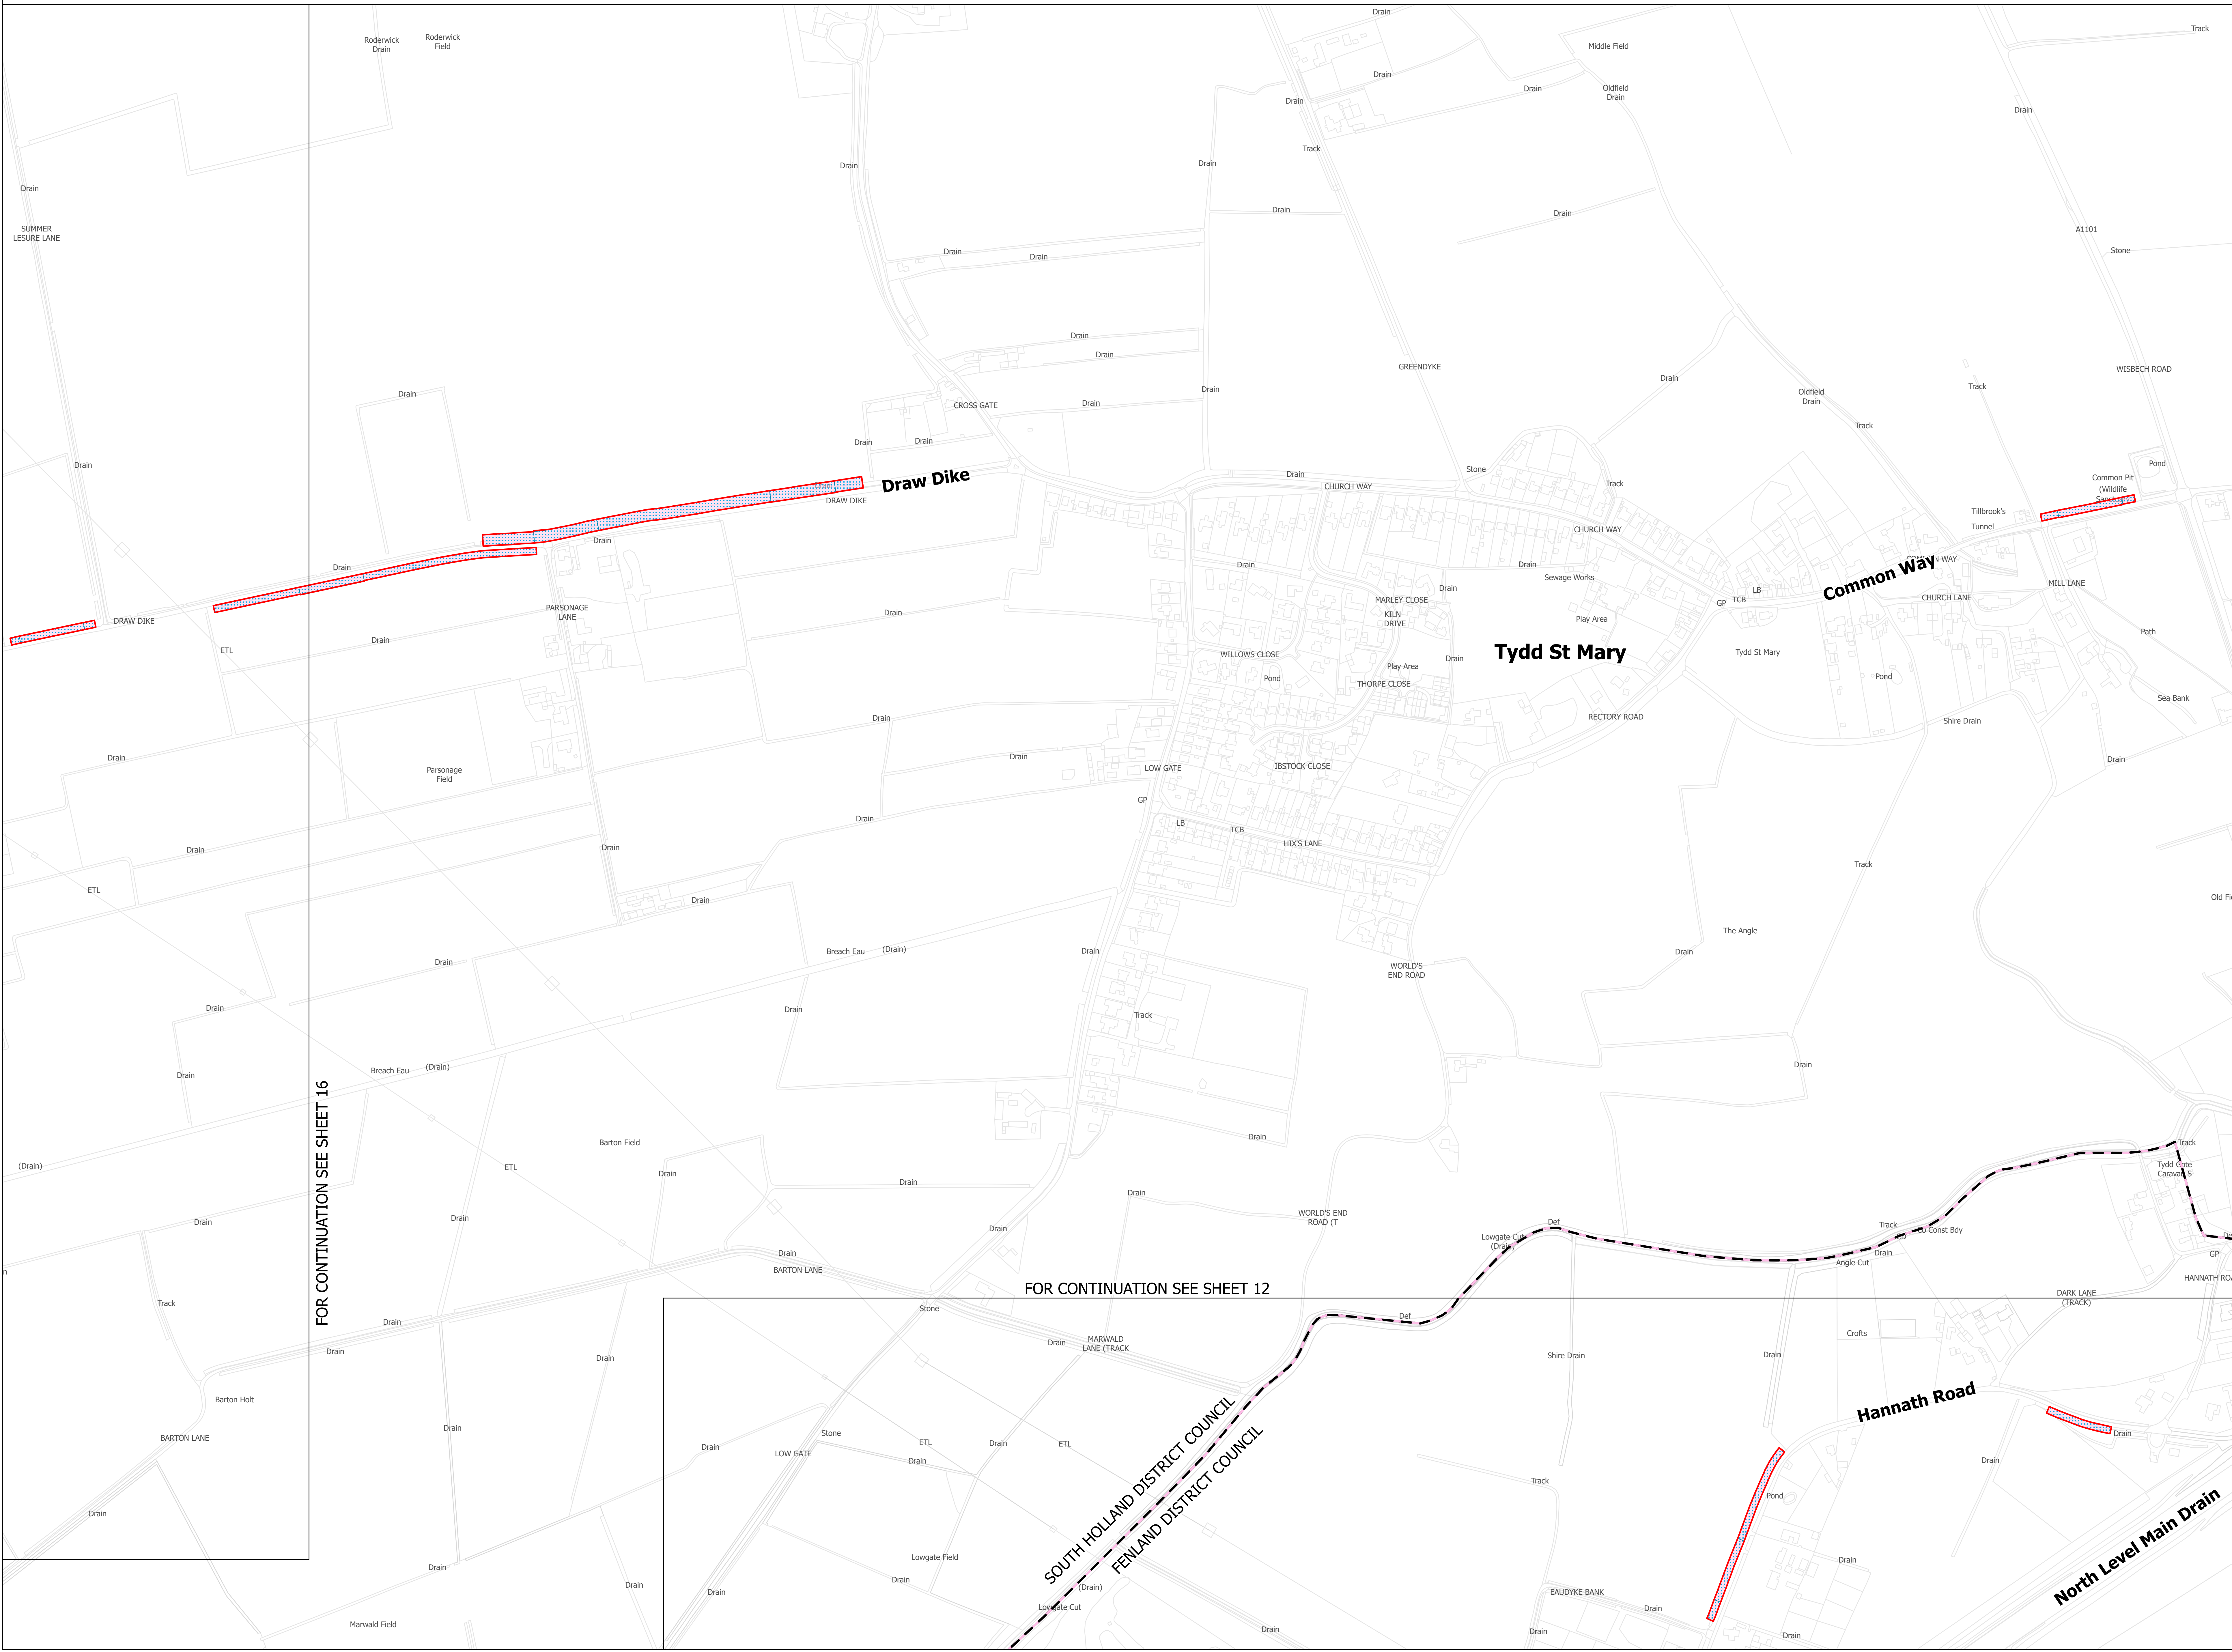 Drain
Roderwick
Drain
Roderwick
Field
Middle Field
Track
Drain
Drain
Oldfield
Drain
Drain
Drain
Track
Drain
Drain
Drain
SUMMER
LESURE LANE
Drain
Drain
A1101
Stone
Drain
Drain
Drain
Drain
GREENDYKE
WISBECH ROAD
Drain
Track
Drain
Drain
Oldfield
Drain
CROSS GATE
Drain
Track
Drain
Drain
Drain
Draw Dike
DRAW DIKE
Drain
Stone
CHURCH WAY
Track
Pond
Common Pit
(Wildlife
Tillbrook's
Tunnel
CHURCH WAY
Drain
Drain
DRAW DIKE
PARSONAGE
LANE
Drain
Drain
Drain
Sewage Works
Drain
MARLEY CLOSE
KILN
DRIVE
Play Area
GP
TCB
LB
Common Way
MILL LANE
CHURCH LANE
Path
Drain
ETL
WILLOWS CLOSE
Play Area
Drain
Tydd St Mary
Tydd St Mary
Pond
THORPE CLOSE
Pond
Sea Bank
Drain
RECTORY ROAD
Shire Drain
Drain
Parsonage
Field
Drain
LOW GATE
IBSTOCK CLOSE
Drain
GP
LB
TCB
HIX'S LANE
Drain
Drain
Drain
ETL
Drain
Track
Breach Eau
(Drain)
Drain
Drain
WORLD'S
END ROAD
Drain
The Angle
Drain
Drain
Track
Drain
Breach Eau
(Drain)
Drain
FOR CONTINUATION SEE SHEET 16
Barton Field
Drain
(Drain)
ETL
Drain
Drain
Drain
Track
Tydd Gote
Drain
Drain
Drain
WORLD'S END
ROAD (T
Def
Track
Co Const Bdy
Drain
Angle Cut
GP
Drain
BARTON LANE
FOR CONTINUATION SEE SHEET 12
DARK LANE
(TRACK)
Track
Drain
Stone
Def
Drain
Drain
MARWALD
LANE (TRACK
Crofts
Shire Drain
Drain
Drain
Barton Holt
BARTON LANE
Drain
Drain
LOW GATE
Stone
ETL
Drain
Drain
ETL
SOUTH HOLLAND DISTRICT COUNCIL
FENLAND DISTRICT COUNCIL
Hannath Road
Drain
Drain
Track
Pond
North Level Main Drain
Drain
Lowgate Field
Drain
Drain
Drain
Drain
Drain
(Drain)
Lowgate Cut
EAUDYKE BANK
Drain
Drain
Marwald Field
Drain
Drain
Drain